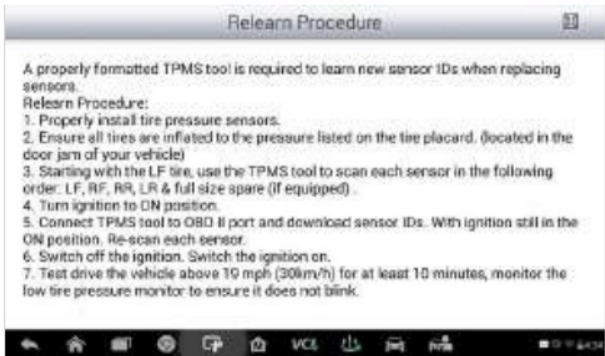 Relearn Procedure
A properly formatted TPMS tool is required to learn new sensor IDs when replacing
sensors.
Relearn Procedure:
1. Properly install tire pressure sensors.
2. Ensure all tires are inflated to the pressure listed on the tire placard. (located in the
door jam of your vehicle)
3. Starting with the LF tire, use the TPMS tool to scan each sensor in the following
order: LF, RF, RR, LR & full size spare (if equipped) .
4. Turn ignition to ON position.
5. Connect TPMS tool to OBD II port and download sensor IDs. With ignition still in the
ON position. Re-scan each sensor.
6. Switch off the ignition. Switch the ignition on.
7. Test drive the vehicle above 19 mph (30km/h) for at least 10 minutes, monitor the
low tire pressure monitor to ensure it does not blink.
VCI